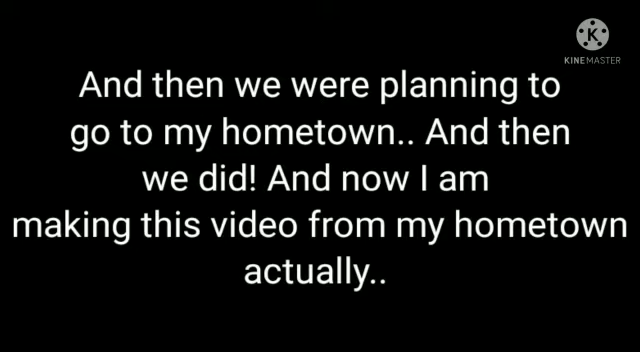 KINEMASTER
And then we were planning to
go to my hometown.. And then
we did! And now I am
making this video from my hometown
actually..